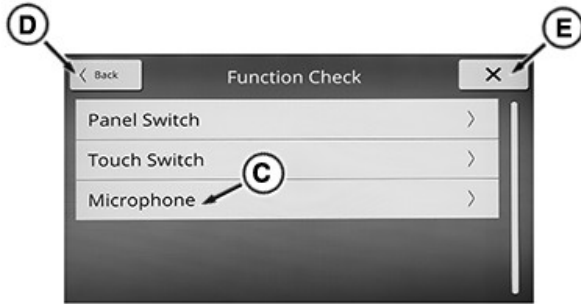 D
E
Back
Function Check
Panel Switch
Touch Switch
C
Microphone